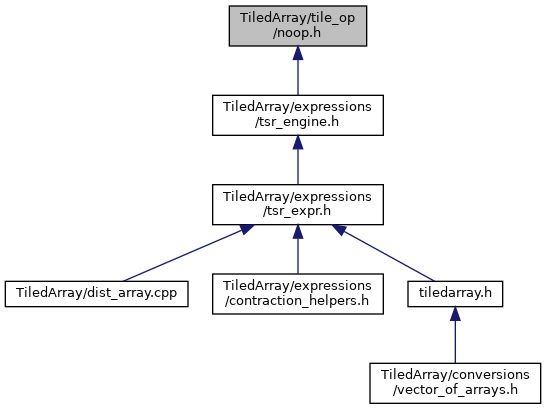 TiledArray/tile_op
/noop.h
TiledArray/expressions
/tsr_engine.h
TiledArray/expressions
/tsr_expr.h
TiledArray/dist_array.cpp
TiledArray/expressions
/contraction_helpers.h
tiledarray.h
TiledArray/conversions
/vector_of_arrays.h